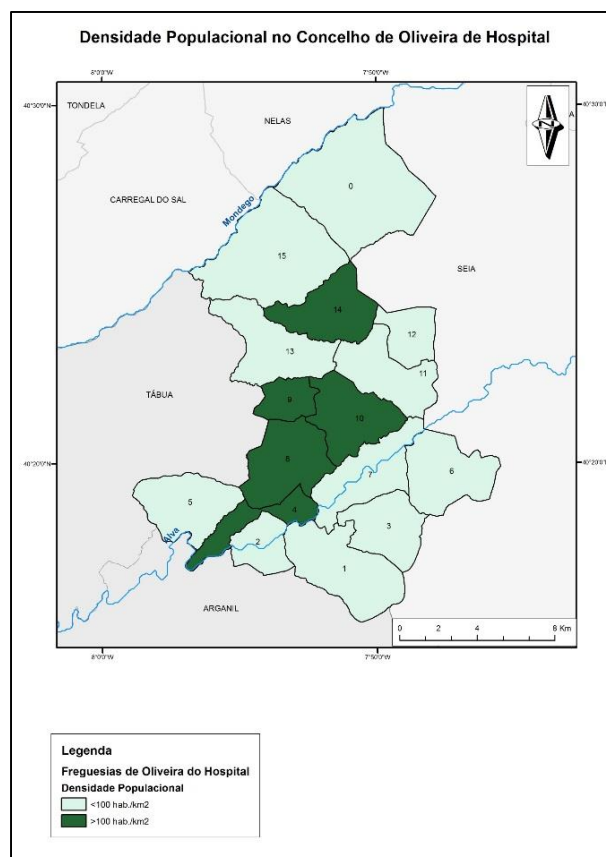 Densidade Populacional no Concelho de Oliveira de Hospital
8°0'0"W 7°50'0"W
40°30'0"N 40°30'0"
TONDELA
NELAS
N
A
0
CARREGAL DO SAL
Mondego
15
SEIA
14
12
13
11
TÁBUA
9
10
8
40°20'0"N 40°20'0"
7
6
5
4
3
Alva
2
1
ARGANIL
0 2 4 8 Km
8°0'0"W 7°50'0"W
Legenda
Freguesias de Oliveira do Hospital
Densidade Populacional
<100 hab./km2
>100 hab./km2